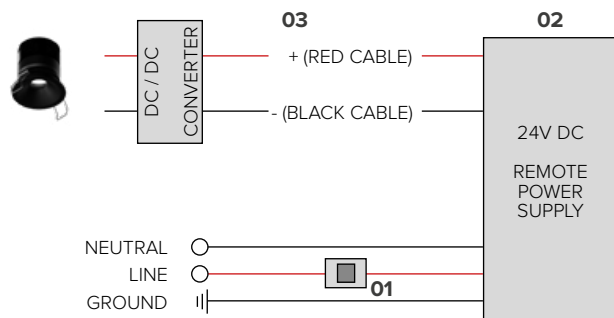 03
02
DC / DC
CONVERTER
+ (RED CABLE)
- (BLACK CABLE)
24V DC
REMOTE
POWER
SUPPLY
NEUTRAL
LINE
01
GROUND